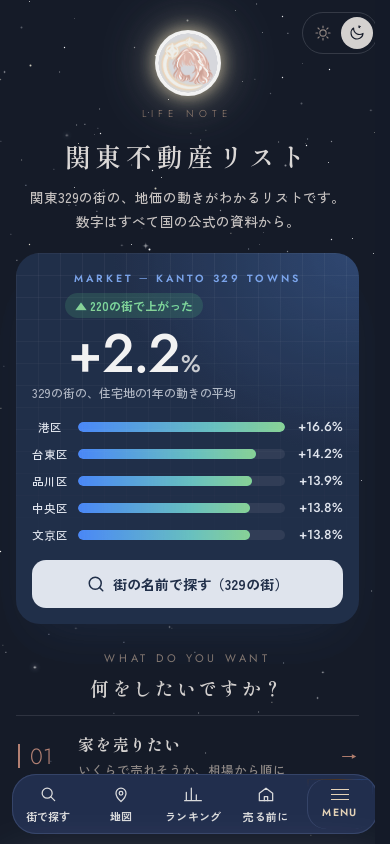 LIFE NOTE
関東不動産リスト
関東329の街の、地価の動きがわかるリストです。
数字はすべて国の公式の資料から。
MARKET — KANTO 329 TOWNS
▲ 220の街で上がった
+2.2%
329の街、住宅地の1年の動きの平均
港区 +16.6%
台東区 +14.2%
品川区 +13.9%
中央区 +13.8%
文京区 +13.8%
街の名前で探す（329の街）
WHAT DO YOU WANT
何をしたいですか？
01 家を売りたい →
いくらで売れそうか、相場から順に
街で探す 地図 ランキング 売る前に MENU